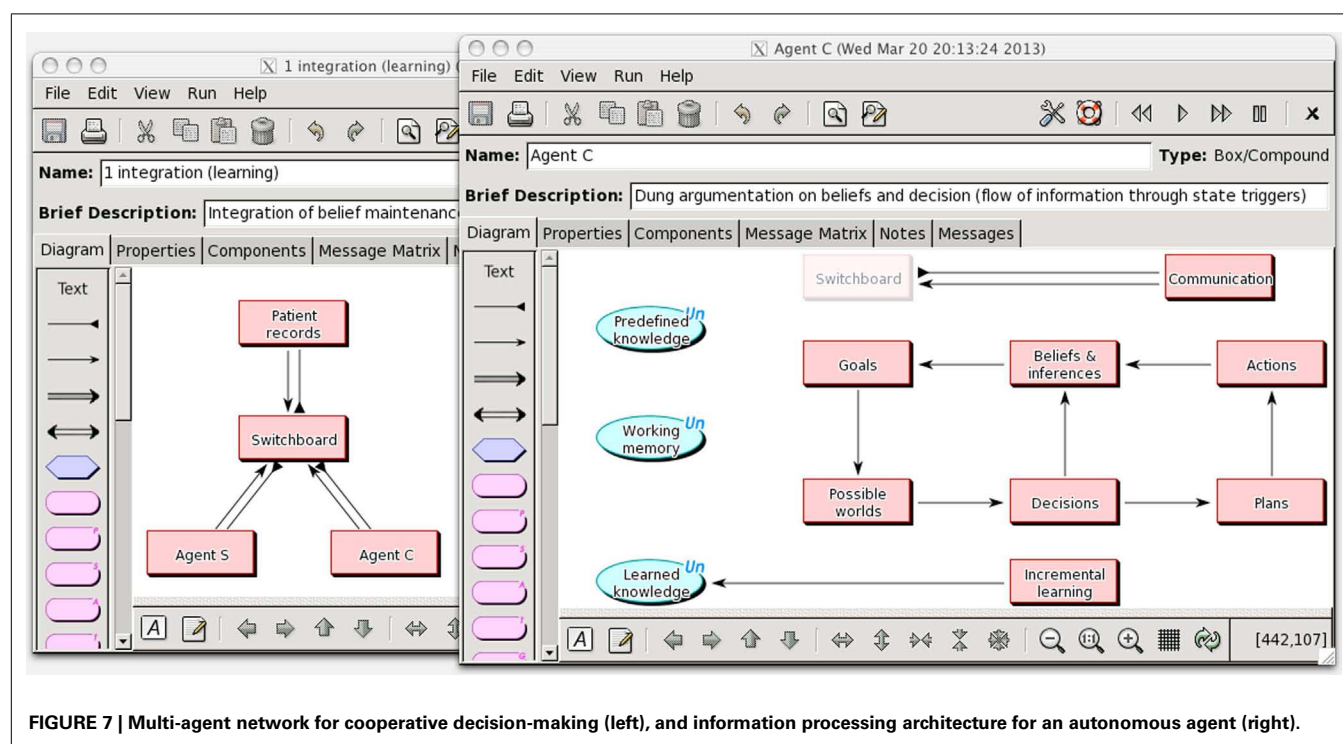 1 integration (learning) (
File Edit View Run Help
Name: 1 integration (learning)
Brief Description: Integration of belief maintenanc
Diagram Properties Components Message Matrix N
Text
Patient
records
Switchboard
Agent S
Agent C
A
Agent C (Wed Mar 20 20:13:24 2013)
File Edit View Run Help
Name: Agent C Type: Box/Compound
Brief Description: Dung argumentation on beliefs and decision (flow of information through state triggers)
Diagram Properties Components Message Matrix Notes Messages
Text
Switchboard
Communication
Predefined Un
knowledge
Goals
Beliefs &
inferences
Actions
Working Un
memory
Possible
worlds
Decisions
Plans
Learned Un
knowledge
Incremental
learning
A [442,107]
FIGURE 7 | Multi-agent network for cooperative decision-making (left), and information processing architecture for an autonomous agent (right).